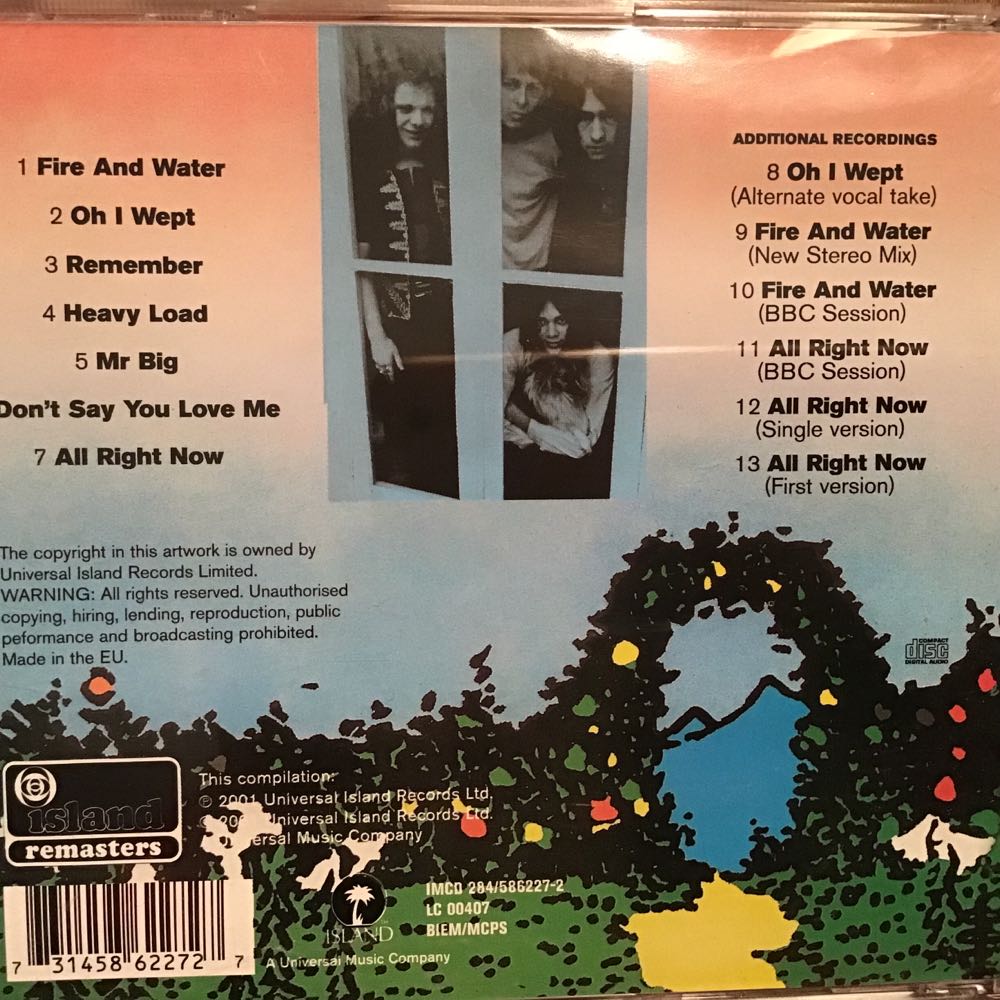 1 Fire And Water
2 Oh I Wept
3 Remember
4 Heavy Load
5 Mr Big
Don't Say You Love Me
7 All Right Now
ADDITIONAL RECORDINGS
8 Oh I Wept
(Alternate vocal take)
9 Fire And Water
(New Stereo Mix)
10 Fire And Water
(BBC Session)
11 All Right Now
(BBC Session)
12 All Right Now
(Single version)
13 All Right Now
(First version)
The copyright in this artwork is owned by
Universal Island Records Limited.
WARNING: All rights reserved. Unauthorised
copying, hiring, lending, reproduction, public
peformance and broadcasting prohibited.
Made in the EU.
COMPACT
disc
DIGITAL AUDIO
island
remasters
This compilation:
℗ 2001 Universal Island Records Ltd.
Universal Island Records Ltd.
Music Company
ISLAND
A Universal Music Company
IMCD 284/586227-2
LC 00407
BIEM/MCPS
7 31458 62272 7